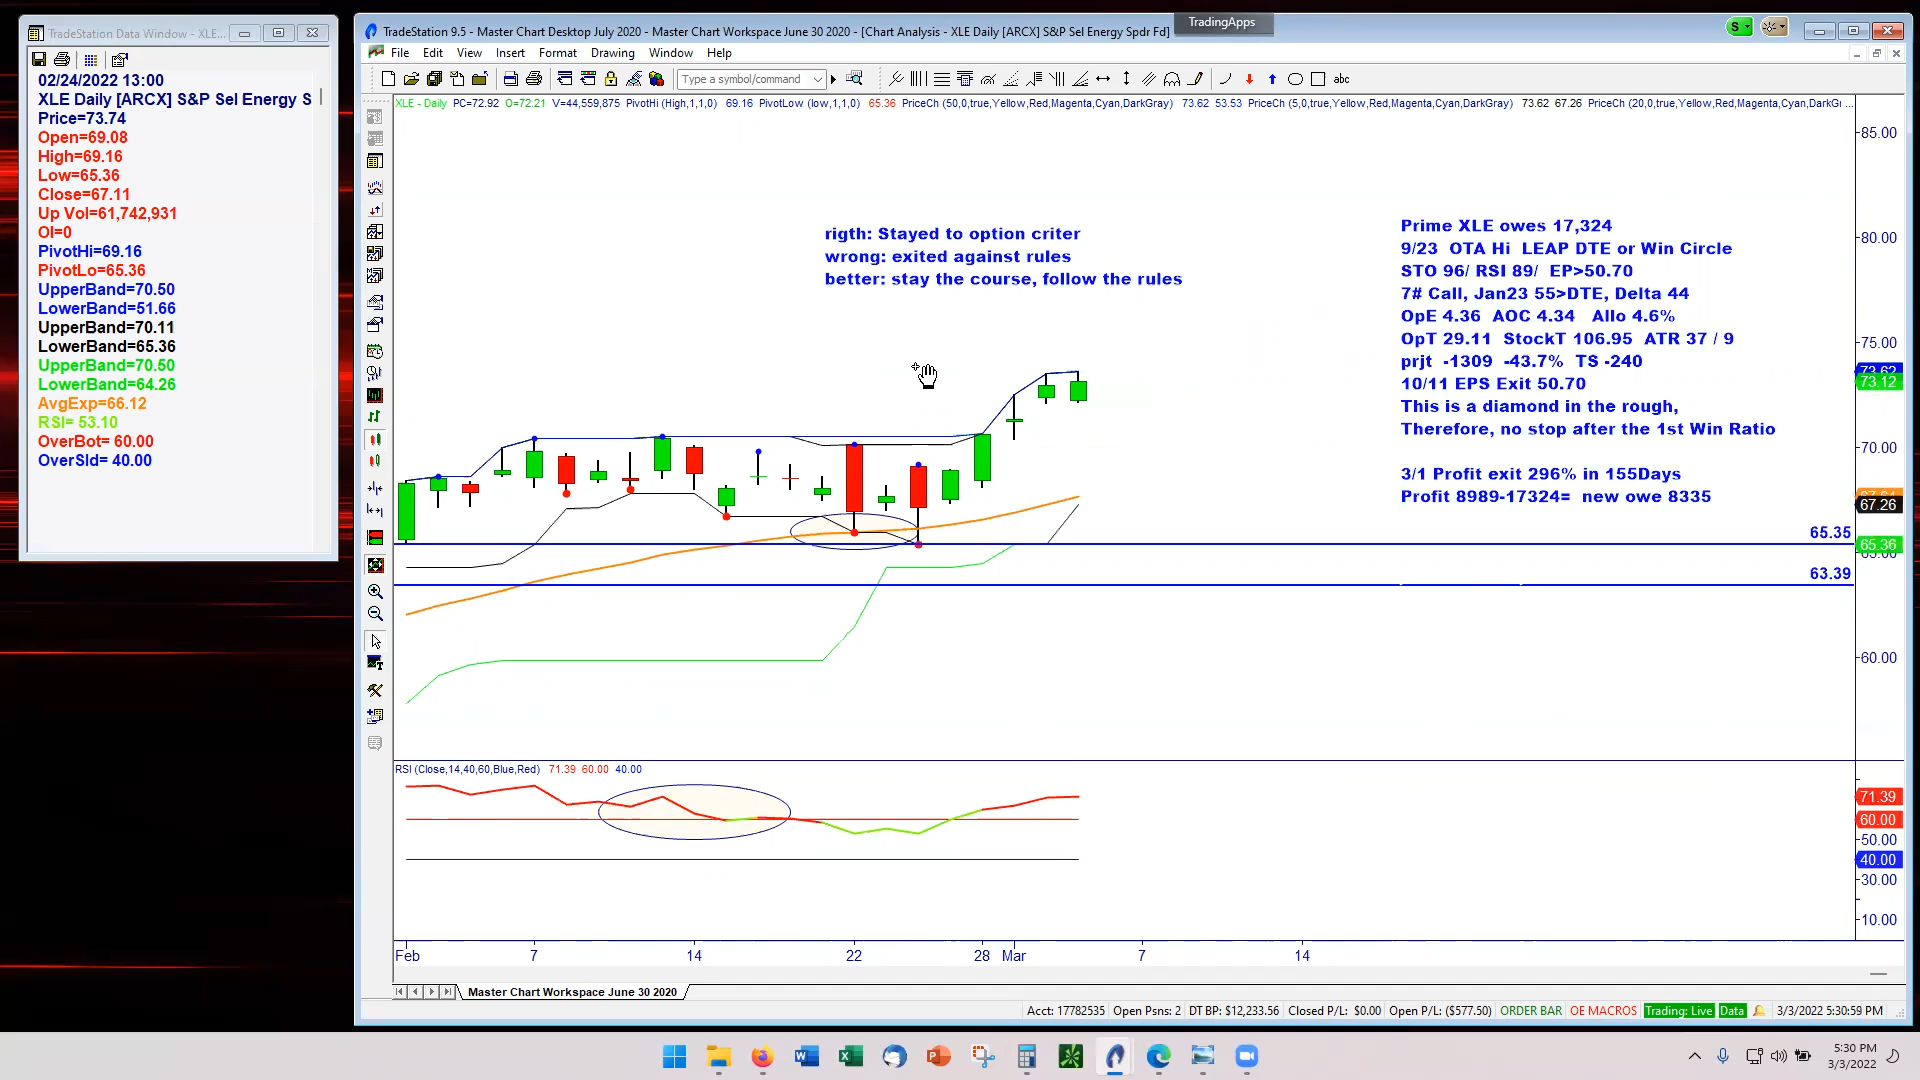 TradingApps
TradeStation Data Window - XLE...
02/24/2022 13:00
XLE Daily [ARCX] S&P Sel Energy S
Price=73.74
Open=69.08
High=69.16
Low=65.36
Close=67.11
Up Vol=61,742,931
OI=0
PivotHi=69.16
PivotLo=65.36
UpperBand=70.50
LowerBand=51.66
UpperBand=70.11
LowerBand=65.36
UpperBand=70.50
LowerBand=64.26
AvgExp=66.12
RSI= 53.10
OverBot= 60.00
OverSld= 40.00
TradeStation 9.5 - Master Chart Desktop July 2020 - Master Chart Workspace June 30 2020 - [Chart Analysis - XLE Daily [ARCX] S&P Sel Energy Spdr Fd]
S
File Edit View Insert Format Drawing Window Help
Type a symbol/command
abc
XLE - Daily PC=72.92 O=72.21 V=44,559,875 PivotHi (High,1,1,0) 69.16 PivotLow (low,1,1,0) 65.36 PriceCh (50,0,true,Yellow,Red,Magenta,Cyan,DarkGray) 73.62 53.53 PriceCh (5,0,true,Yellow,Red,Magenta,Cyan,DarkGray) 73.62 67.26 PriceCh (20,0,true,Yellow,Red,Magenta,Cyan,DarkGr ...
rigth: Stayed to option criter
wrong: exited against rules
better: stay the course, follow the rules
Prime XLE owes 17,324
9/23 OTA Hi LEAP DTE or Win Circle
STO 96/ RSI 89/ EP>50.70
7# Call, Jan23 55>DTE, Delta 44
OpE 4.36 AOC 4.34 Allo 4.6%
OpT 29.11 StockT 106.95 ATR 37 / 9
prjt -1309 -43.7% TS -240
10/11 EPS Exit 50.70
This is a diamond in the rough,
Therefore, no stop after the 1st Win Ratio
3/1 Profit exit 296% in 155Days
Profit 8989-17324= new owe 8335
85.00
80.00
75.00
73.62
73.12
70.00
67.26
65.35
65.36
63.39
60.00
RSI (Close,14,40,60,Blue,Red) 71.39 60.00 40.00
71.39
60.00
50.00
40.00
30.00
10.00
Feb 7 14 22 28 Mar 7 14
Master Chart Workspace June 30 2020
Acct: 17782535 Open Psns: 2 DT BP: $12,233.56 Closed P/L: $0.00 Open P/L: ($577.50) ORDER BAR OE MACROS Trading: Live Data 3/3/2022 5:30:59 PM
5:30 PM
3/3/2022